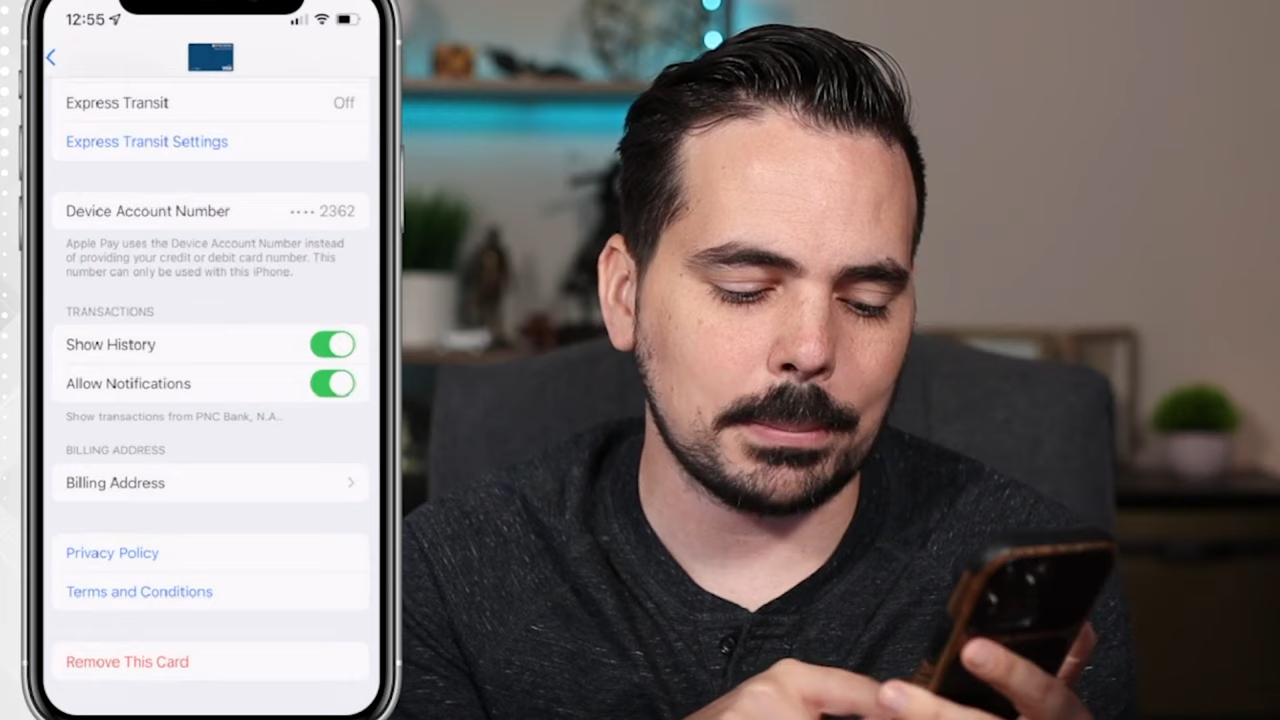 12:55
Express Transit Off
Express Transit Settings
Device Account Number •••• 2362
Apple Pay uses the Device Account Number instead
of providing your credit or debit card number. This
number can only be used with this iPhone.
TRANSACTIONS
Show History
Allow Notifications
Show transactions from PNC Bank, N.A..
BILLING ADDRESS
Billing Address
Privacy Policy
Terms and Conditions
Remove This Card